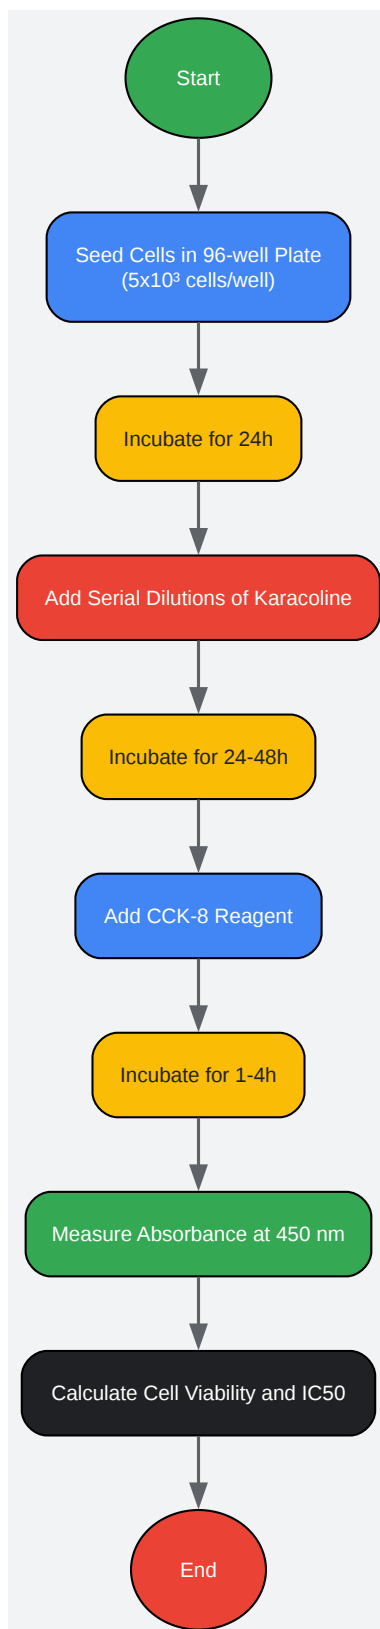 Start
Seed Cells in 96-well Plate
(5x10³ cells/well)
Incubate for 24h
Add Serial Dilutions of Karacoline
Incubate for 24-48h
Add CCK-8 Reagent
Incubate for 1-4h
Measure Absorbance at 450 nm
Calculate Cell Viability and IC50
End